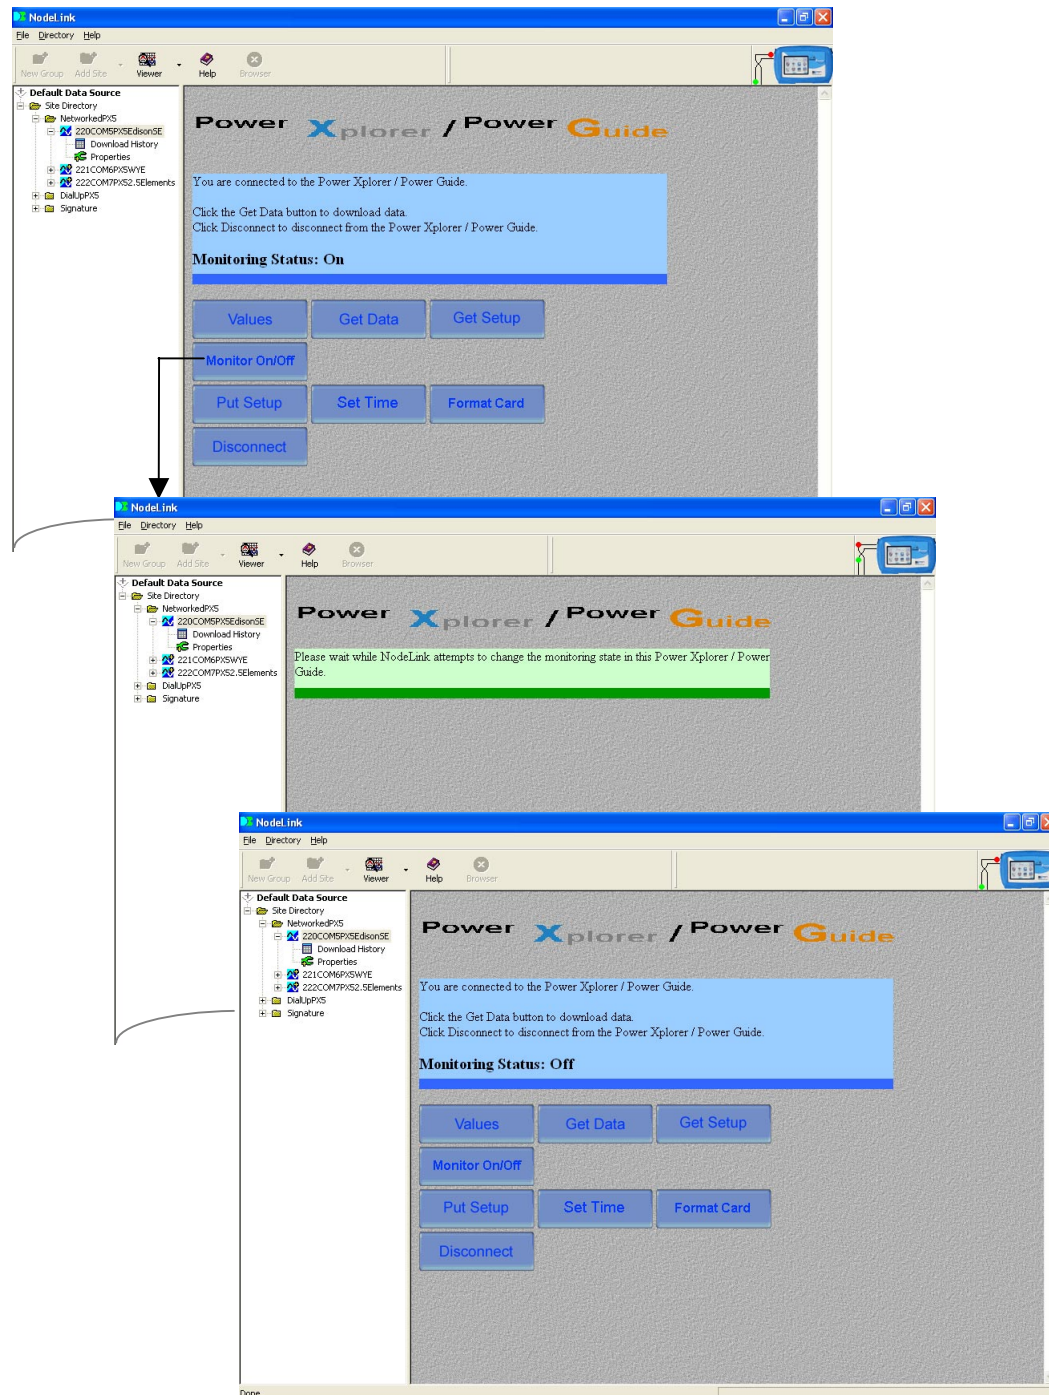 NodeLink
File Directory Help
New Group Add Site Viewer Help Browser
Default Data Source
Site Directory
NetworkedPX5
220COM5PX5EdisonSE
Download History
Properties
221COM6PX5WYE
222COM7PX52.5Elements
DialUpPX5
Signature
Power Xplorer / Power Guide
You are connected to the Power Xplorer / Power Guide.
Click the Get Data button to download data.
Click Disconnect to disconnect from the Power Xplorer / Power Guide.
Monitoring Status: On
Values Get Data Get Setup
Monitor On/Off
Put Setup Set Time Format Card
Disconnect
NodeLink
File Directory Help
New Group Add Site Viewer Help Browser
Default Data Source
Site Directory
NetworkedPX5
220COM5PX5EdisonSE
Download History
Properties
221COM6PX5WYE
222COM7PX52.5Elements
DialUpPX5
Signature
Power Xplorer / Power Guide
Please wait while NodeLink attempts to change the monitoring state in this Power Xplorer / Power
Guide.
NodeLink
File Directory Help
New Group Add Site Viewer Help Browser
Default Data Source
Site Directory
NetworkedPX5
220COM5PX5EdisonSE
Download History
Properties
221COM6PX5WYE
222COM7PX52.5Elements
DialUpPX5
Signature
Power Xplorer / Power Guide
You are connected to the Power Xplorer / Power Guide.
Click the Get Data button to download data.
Click Disconnect to disconnect from the Power Xplorer / Power Guide.
Monitoring Status: Off
Values Get Data Get Setup
Monitor On/Off
Put Setup Set Time Format Card
Disconnect
Done